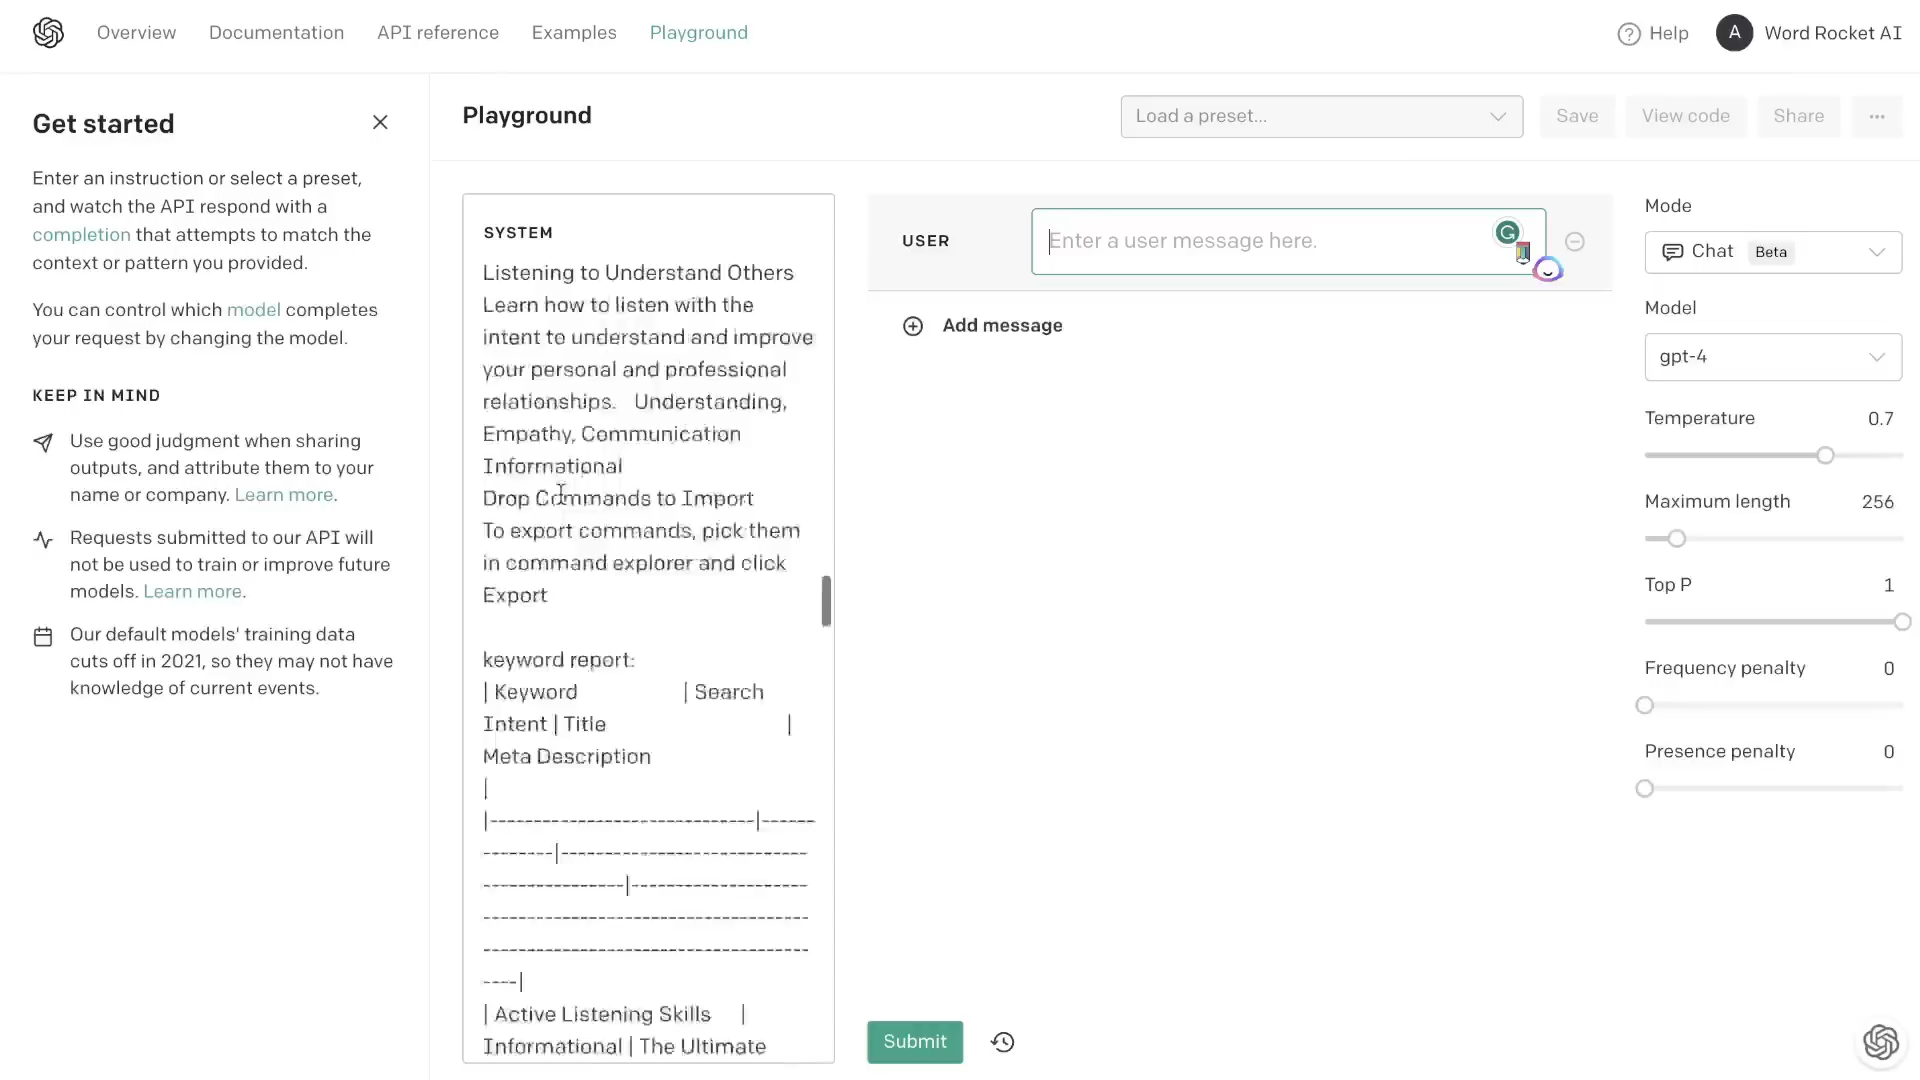 Overview
Documentation
API reference
Examples
Playground
Help
A
Word Rocket AI
Get started
Enter an instruction or select a preset,
and watch the API respond with a
completion that attempts to match the
context or pattern you provided.
You can control which model completes
your request by changing the model.
KEEP IN MIND
Use good judgment when sharing
outputs, and attribute them to your
name or company. Learn more.
Requests submitted to our API will
not be used to train or improve future
models. Learn more.
Our default models' training data
cuts off in 2021, so they may not have
knowledge of current events.
Playground
Load a preset...
Save
View code
Share
...
SYSTEM
Listening to Understand Others
Learn how to listen with the
intent to understand and improve
your personal and professional
relationships.   Understanding,
Empathy, Communication
Informational
Drop Commands to Import
To export commands, pick them
in command explorer and click
Export
keyword report:
| Keyword                    | Search
Intent | Title                                  |
Meta Description
|
|------------------------------|------
--------|----------------------------
----------------|--------------------
-------------------------------------
-------------------------------------
----|
| Active Listening Skills      |
Informational | The Ultimate
USER
Enter a user message here.
G
Add message
Submit
Mode
Chat
Beta
Model
gpt-4
Temperature
0.7
Maximum length
256
Top P
1
Frequency penalty
0
Presence penalty
0